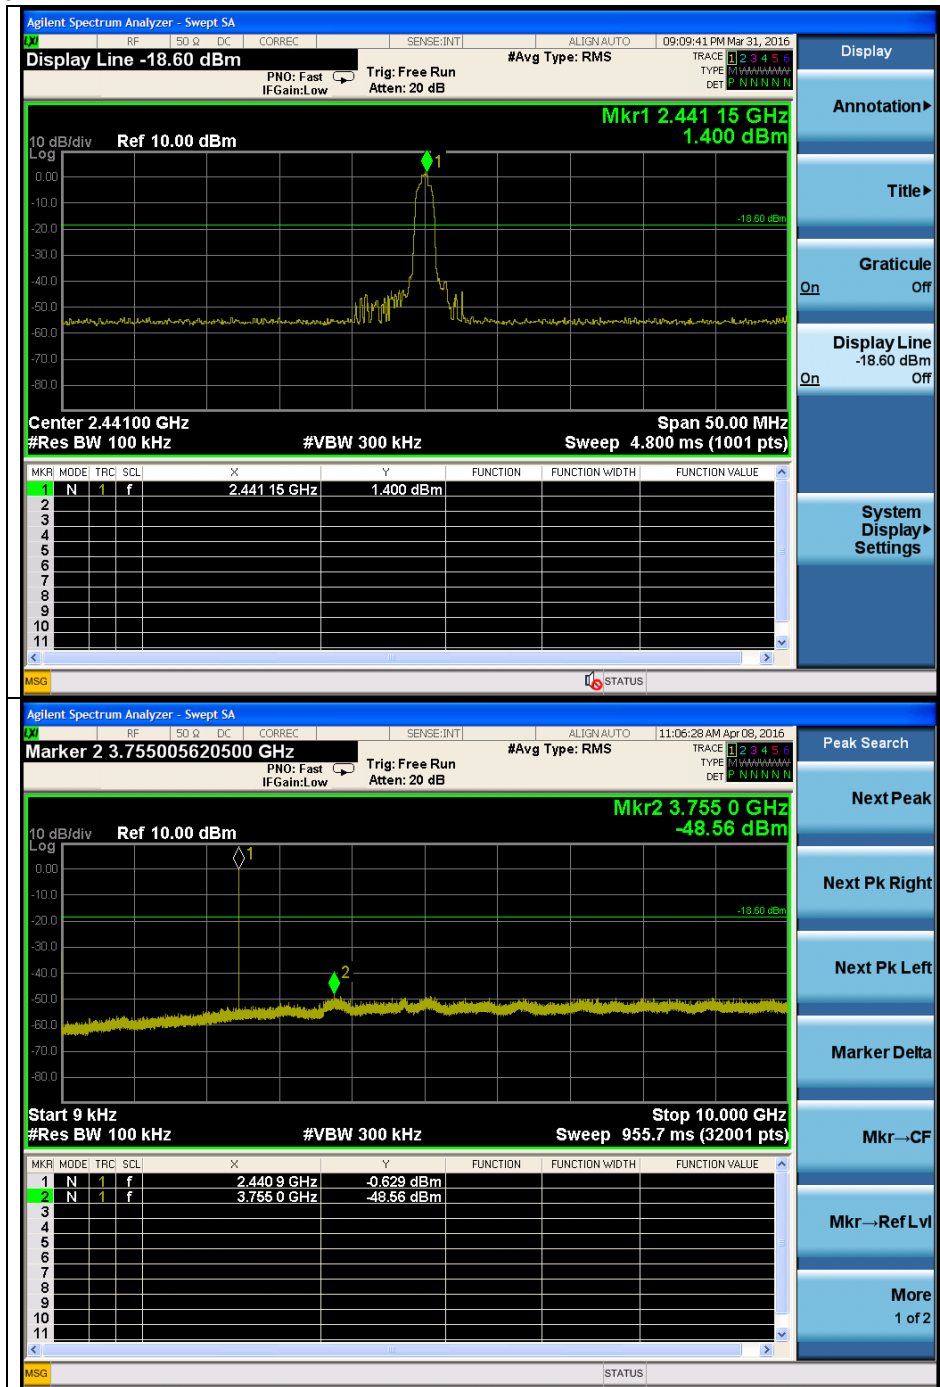 Agilent Spectrum Analyzer - Swept SA
LXI RF 50 Ω DC CORREC SENSE:INT ALIGN AUTO 09:09:41 PM Mar 31, 2016
Display Line -18.60 dBm
PNO: Fast
IFGain:Low
Trig: Free Run
Atten: 20 dB
#Avg Type: RMS
TRACE 1 2 3 4 5 6
TYPE M
DET P N N N N N
Mkr1 2.441 15 GHz
1.400 dBm
10 dB/div Ref 10.00 dBm
Log
0.00
-10.0
-20.0
-30.0
-40.0
-50.0
-60.0
-70.0
-80.0
1
-18.60 dBm
Center 2.44100 GHz Span 50.00 MHz
#Res BW 100 kHz #VBW 300 kHz Sweep 4.800 ms (1001 pts)
MKR MODE TRC SCL X Y FUNCTION FUNCTION WIDTH FUNCTION VALUE
1 N 1 f 2.441 15 GHz 1.400 dBm
2
3
4
5
6
7
8
9
10
11
MSG STATUS
Display
Annotation
Title
Graticule
On Off
Display Line
-18.60 dBm
On Off
System
Display
Settings
Agilent Spectrum Analyzer - Swept SA
LXI RF 50 Ω DC CORREC SENSE:INT ALIGN AUTO 11:06:28 AM Apr 08, 2016
Marker 2 3.755005620500 GHz
PNO: Fast
IFGain:Low
Trig: Free Run
Atten: 20 dB
#Avg Type: RMS
TRACE 1 2 3 4 5 6
TYPE M
DET P N N N N N
Mkr2 3.755 0 GHz
-48.56 dBm
10 dB/div Ref 10.00 dBm
Log
0.00
-10.0
-20.0
-30.0
-40.0
-50.0
-60.0
-70.0
-80.0
1
-18.60 dBm
2
Start 9 kHz Stop 10.000 GHz
#Res BW 100 kHz #VBW 300 kHz Sweep 955.7 ms (32001 pts)
MKR MODE TRC SCL X Y FUNCTION FUNCTION WIDTH FUNCTION VALUE
1 N 1 f 2.440 9 GHz -0.629 dBm
2 N 1 f 3.755 0 GHz -48.56 dBm
3
4
5
6
7
8
9
10
11
MSG STATUS
Peak Search
Next Peak
Next Pk Right
Next Pk Left
Marker Delta
Mkr→CF
Mkr→Ref Lvl
More
1 of 2